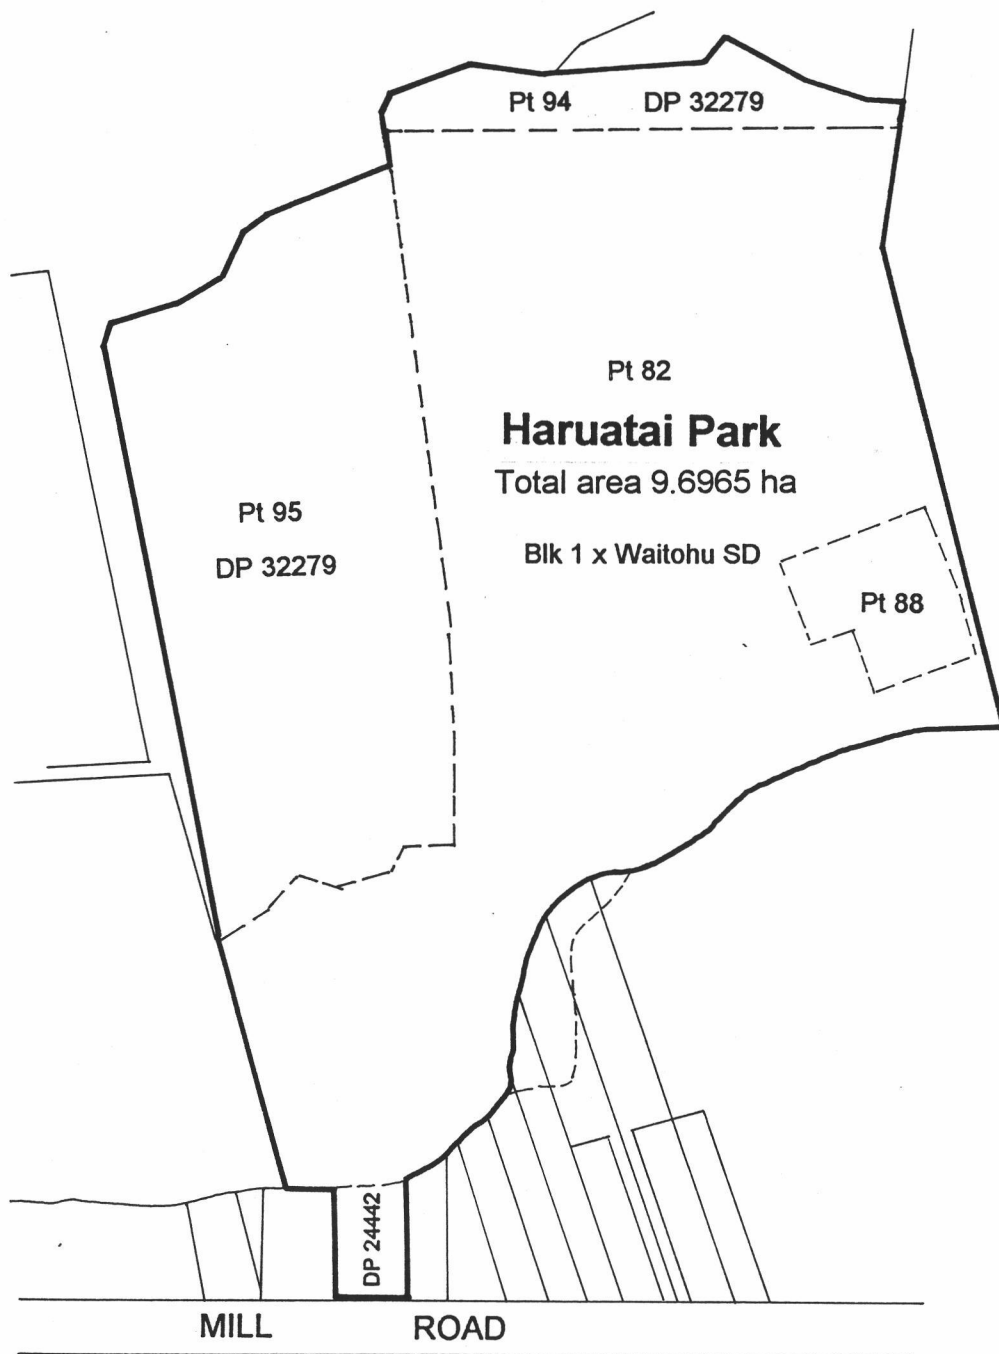 Pt 94 DP 32279
Pt 82
Haruatai Park
Total area 9.6965 ha
Pt 95
DP 32279
Blk 1 x Waitohu SD
Pt 88
DP 24442
MILL ROAD